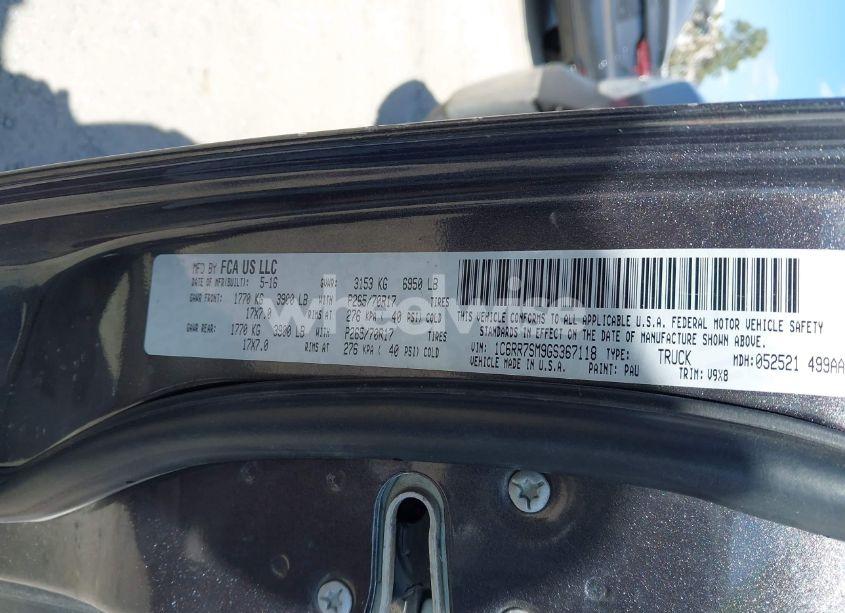 MFD BY FCA US LLC
DATE OF MFR(BUILT): 5-16 GVWR: 3153 KG 6950 LB
GAWR FRONT: 1770 KG 3900 LB WITH P265/70R17 TIRES
17X7.0 RIMS AT 276 KPA ( 40 PSI) COLD
GAWR REAR: 1770 KG 3900 LB WITH P265/70R17 TIRES
17X7.0 RIMS AT 276 KPA ( 40 PSI) COLD
THIS VEHICLE CONFORMS TO ALL APPLICABLE U.S.A. FEDERAL MOTOR VEHICLE SAFETY
STANDARDS IN EFFECT ON THE DATE OF MANUFACTURE SHOWN ABOVE.
VIN: 1C6RR7SM9GS367118 TYPE: TRUCK MDH:052521 499AA
VEHICLE MADE IN U.S.A. PAINT: PAU TRIM: V9X8